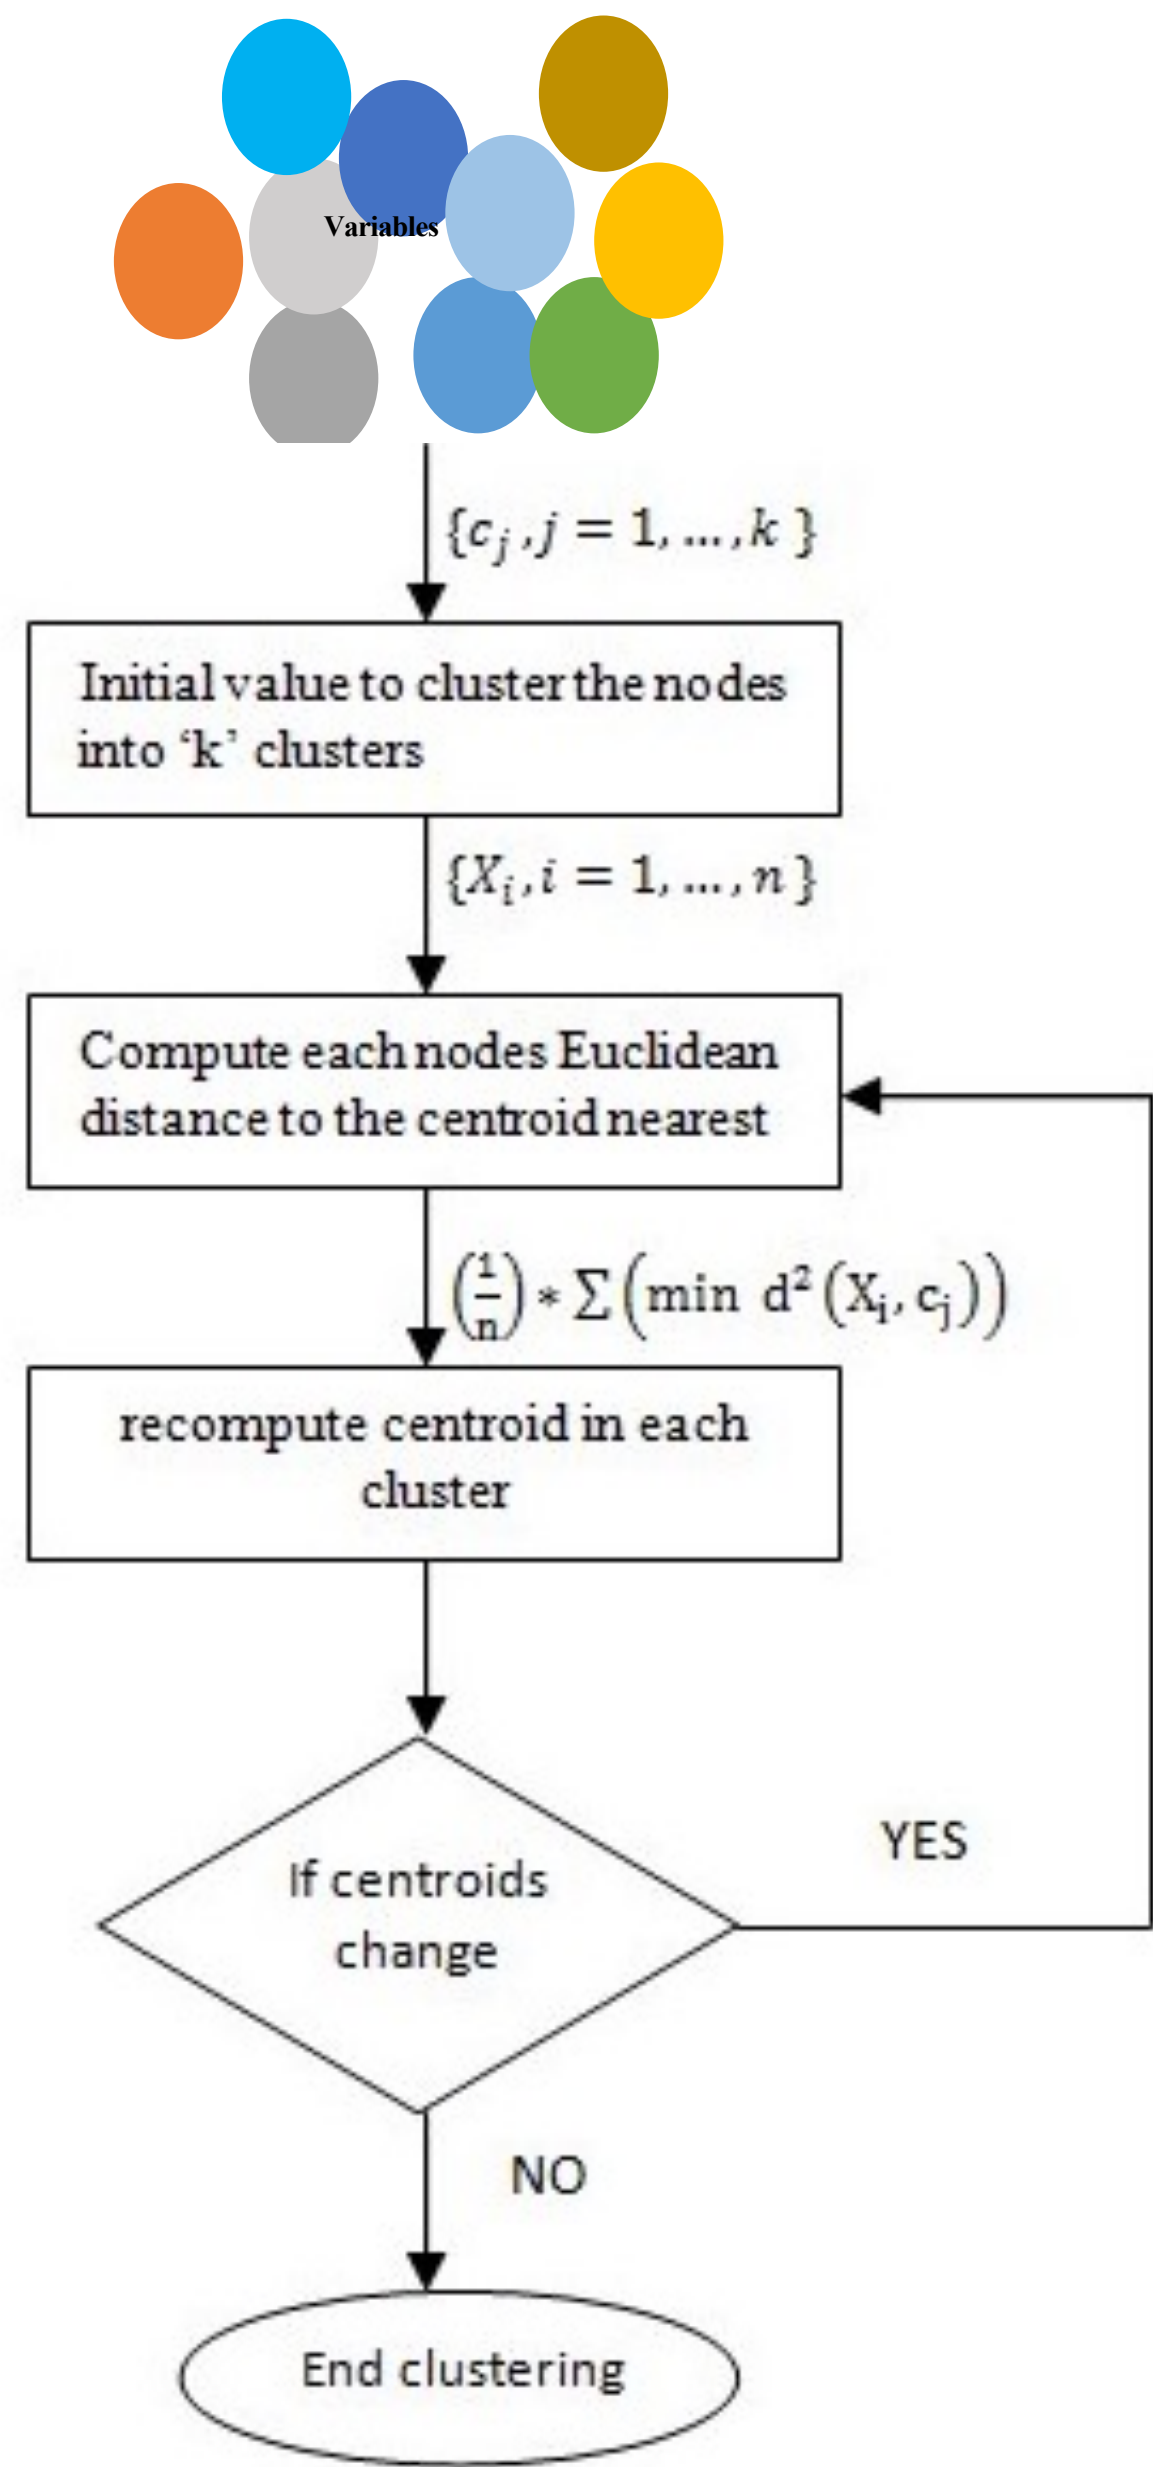 Variables
{c_j, j = 1, ..., k }
Initial value to cluster the nodes
into ‘k’ clusters
{X_i, i = 1, ..., n }
Compute each nodes Euclidean
distance to the centroid nearest
(1/n) * ∑ (min d² (X_i, c_j))
recompute centroid in each
cluster
If centroids
change
YES
NO
End clustering